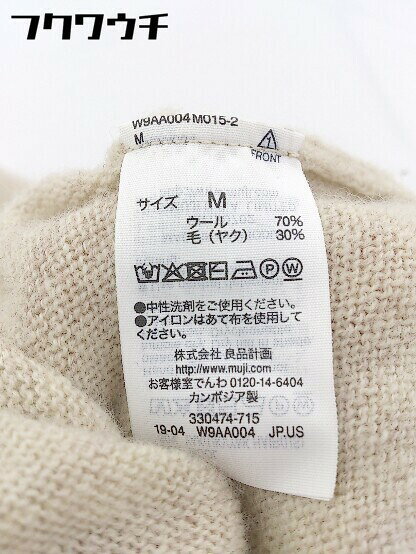 フクワウチ
W9AA004 M015-2
M
1
FRONT
サイズ M
ウール 70%
毛（ヤク） 30%
P W
●中性洗剤をご使用ください。
●アイロンはあて布を使用して
ください。
株式会社 良品計画
http://www.muji.com
お客様室でんわ 0120-14-6404
カンボジア製
330474-715
19-04 W9AA004 JP.US